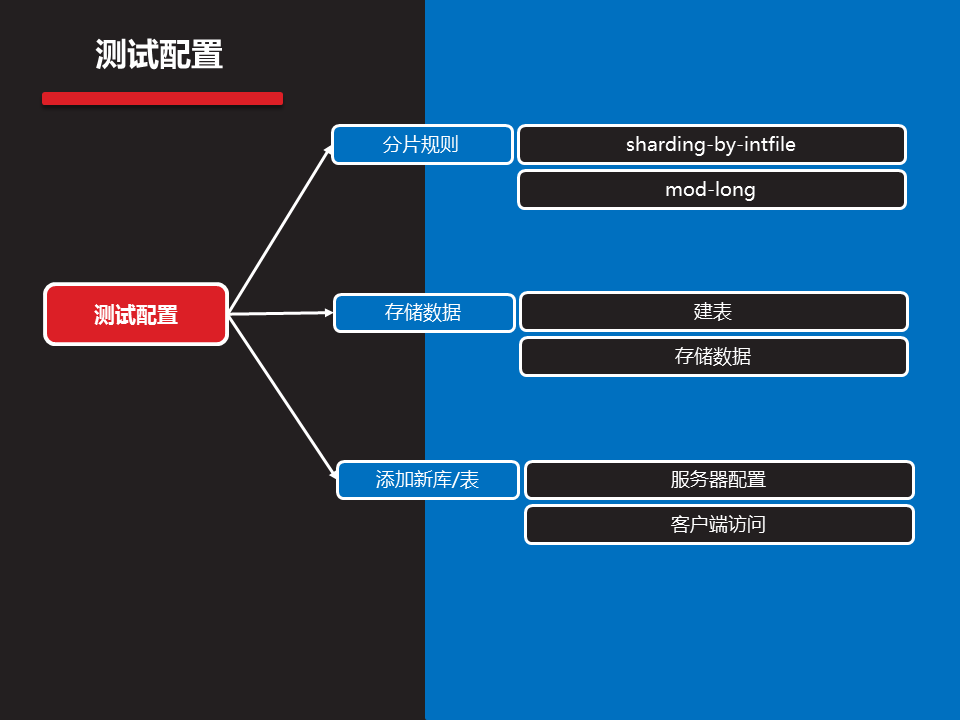 测试配置
分片规则
sharding-by-intfile
mod-long
测试配置
存储数据
建表
存储数据
添加新库/表
服务器配置
客户端访问